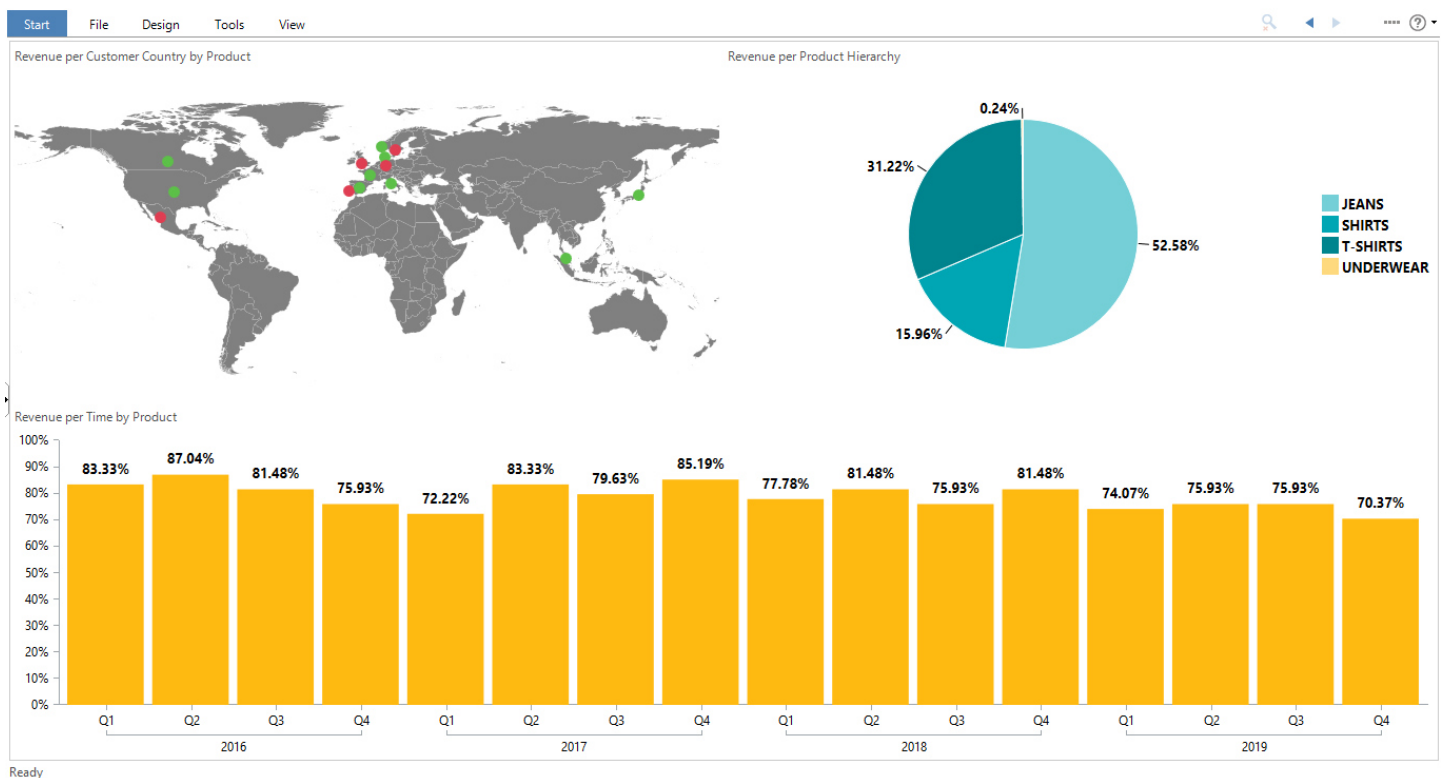 Start File Design Tools View
Revenue per Customer Country by Product
Revenue per Product Hierarchy
0.24%
31.22%
52.58%
15.96%
JEANS
SHIRTS
T-SHIRTS
UNDERWEAR
Revenue per Time by Product
100%
90%
80%
70%
60%
50%
40%
30%
20%
10%
0%
83.33% 87.04% 81.48% 75.93% 72.22% 83.33% 79.63% 85.19% 77.78% 81.48% 75.93% 81.48% 74.07% 75.93% 75.93% 70.37%
Q1 Q2 Q3 Q4 Q1 Q2 Q3 Q4 Q1 Q2 Q3 Q4 Q1 Q2 Q3 Q4
2016 2017 2018 2019
Ready